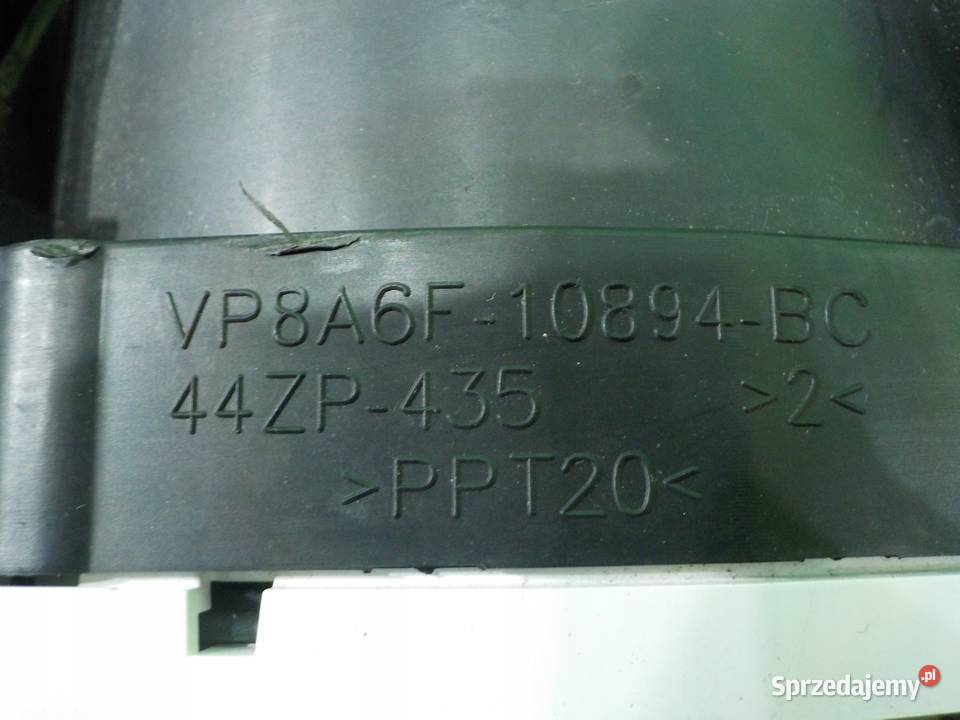 VP8A6F-10894-BC
44ZP-435 >2<
>PPT20<
Sprzedajemy.pl